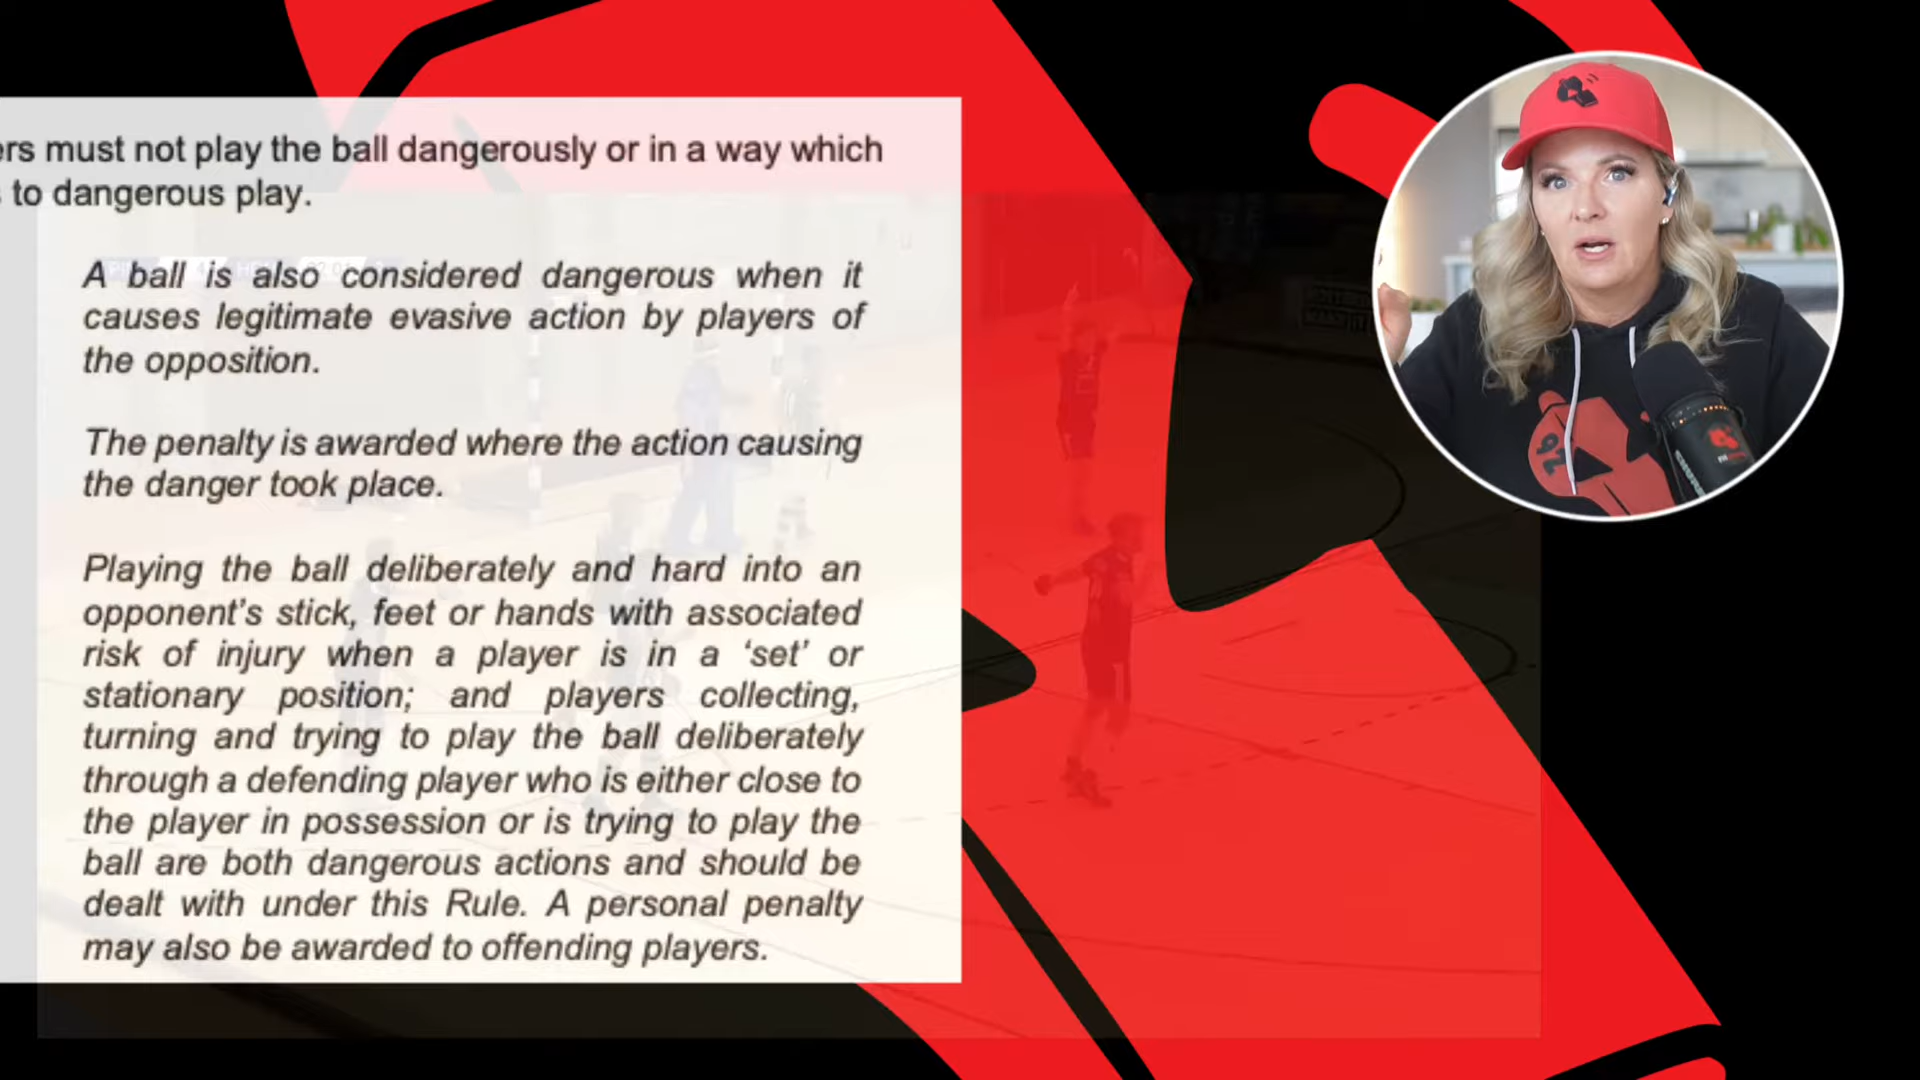 ers must not play the ball dangerously or in a way which
to dangerous play.
A ball is also considered dangerous when it
causes legitimate evasive action by players of
the opposition.
The penalty is awarded where the action causing
the danger took place.
Playing the ball deliberately and hard into an
opponent's stick, feet or hands with associated
risk of injury when a player is in a 'set' or
stationary position; and players collecting,
turning and trying to play the ball deliberately
through a defending player who is either close to
the player in possession or is trying to play the
ball are both dangerous actions and should be
dealt with under this Rule. A personal penalty
may also be awarded to offending players.